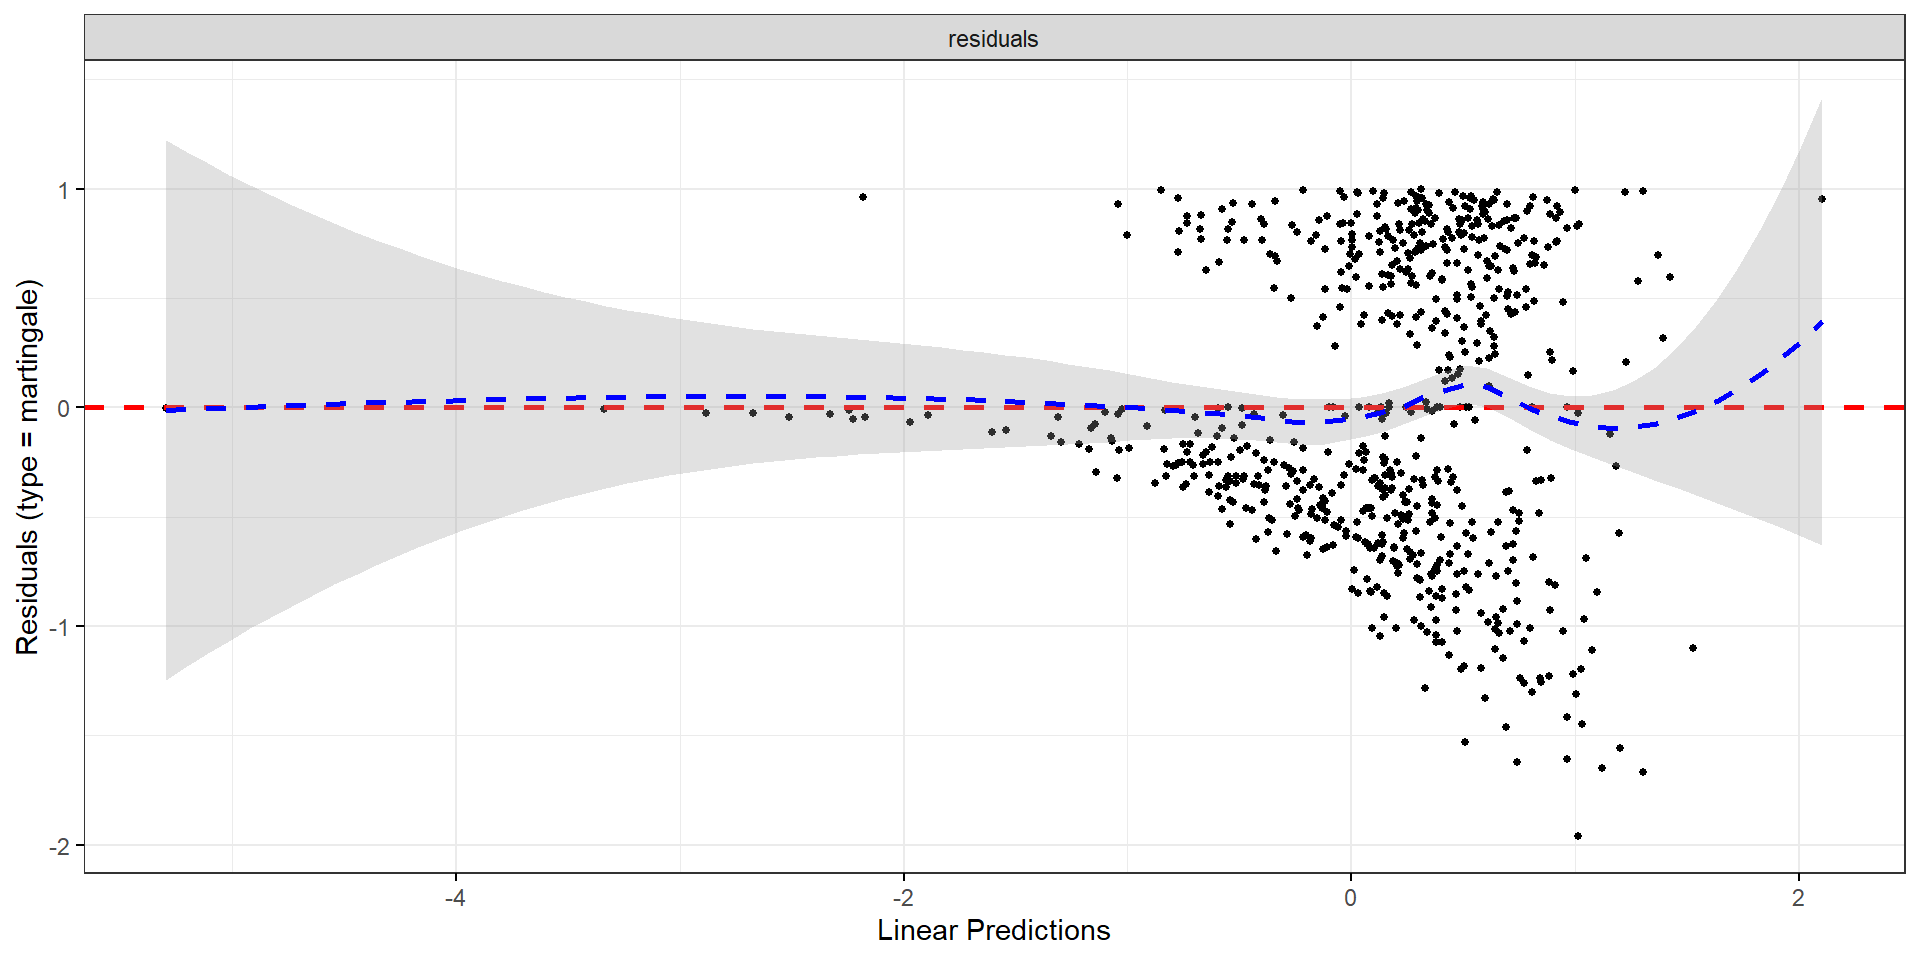 residuals
Residuals (type = martingale)
1
0
-1
-2
-4
-2
0
2
Linear Predictions